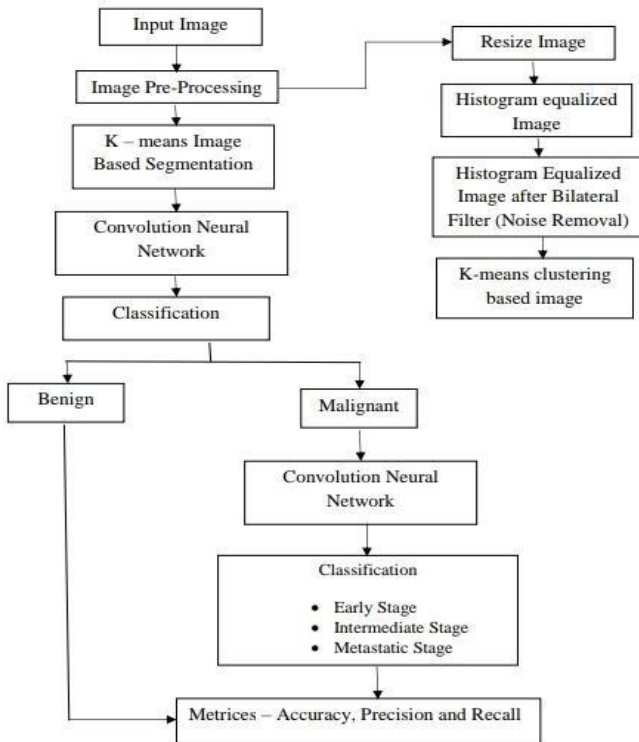 Input Image
Image Pre-Processing
K – means Image
Based Segmentation
Convolution Neural
Network
Classification
Resize Image
Histogram equalized
Image
Histogram Equalized
Image after Bilateral
Filter (Noise Removal)
K-means clustering
based image
Benign
Malignant
Convolution Neural
Network
Classification
• Early Stage
• Intermediate Stage
• Metastatic Stage
Metrices – Accuracy, Precision and Recall